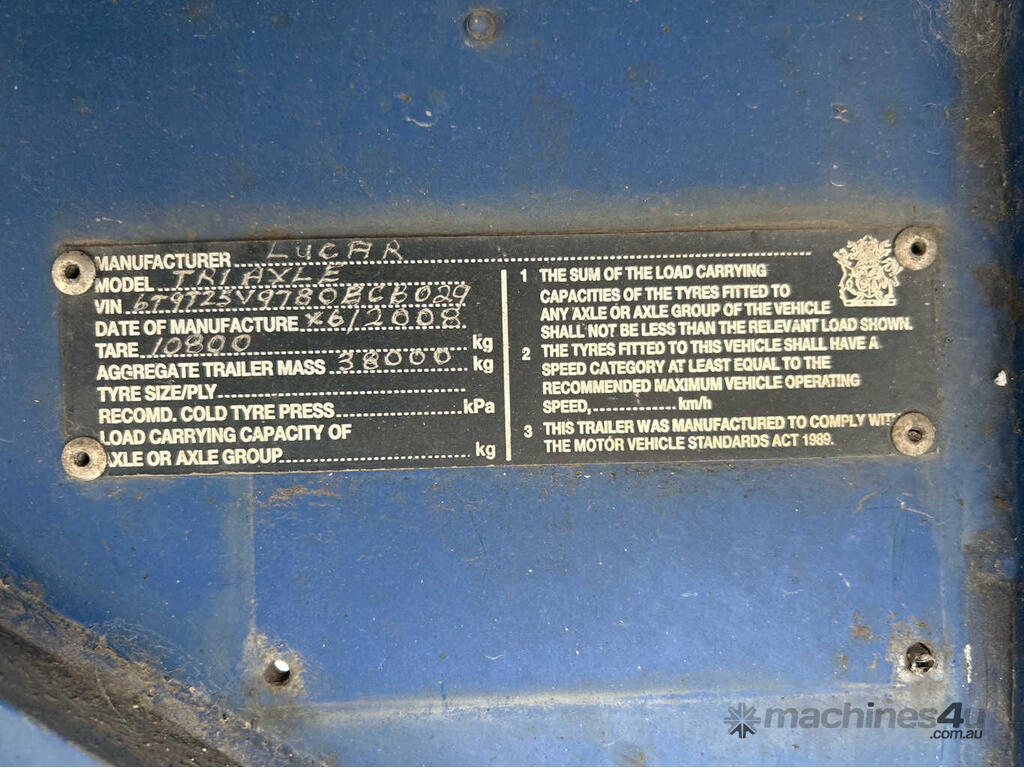 MANUFACTURER LUCAR
MODEL TRI AXLE
VIN 6T9T25V9780BCB029
DATE OF MANUFACTURE X6/2008
TARE 10800 kg
AGGREGATE TRAILER MASS 38000 kg
TYRE SIZE/PLY
RECOMD. COLD TYRE PRESS. kPa
LOAD CARRYING CAPACITY OF
AXLE OR AXLE GROUP kg
1 THE SUM OF THE LOAD CARRYING
CAPACITIES OF THE TYRES FITTED TO
ANY AXLE OR AXLE GROUP OF THE VEHICLE
SHALL NOT BE LESS THAN THE RELEVANT LOAD SHOWN.
2 THE TYRES FITTED TO THIS VEHICLE SHALL HAVE A
SPEED CATEGORY AT LEAST EQUAL TO THE
RECOMMENDED MAXIMUM VEHICLE OPERATING
SPEED, km/h
3 THIS TRAILER WAS MANUFACTURED TO COMPLY WITH
THE MOTOR VEHICLE STANDARDS ACT 1989.
machines4u
.com.au